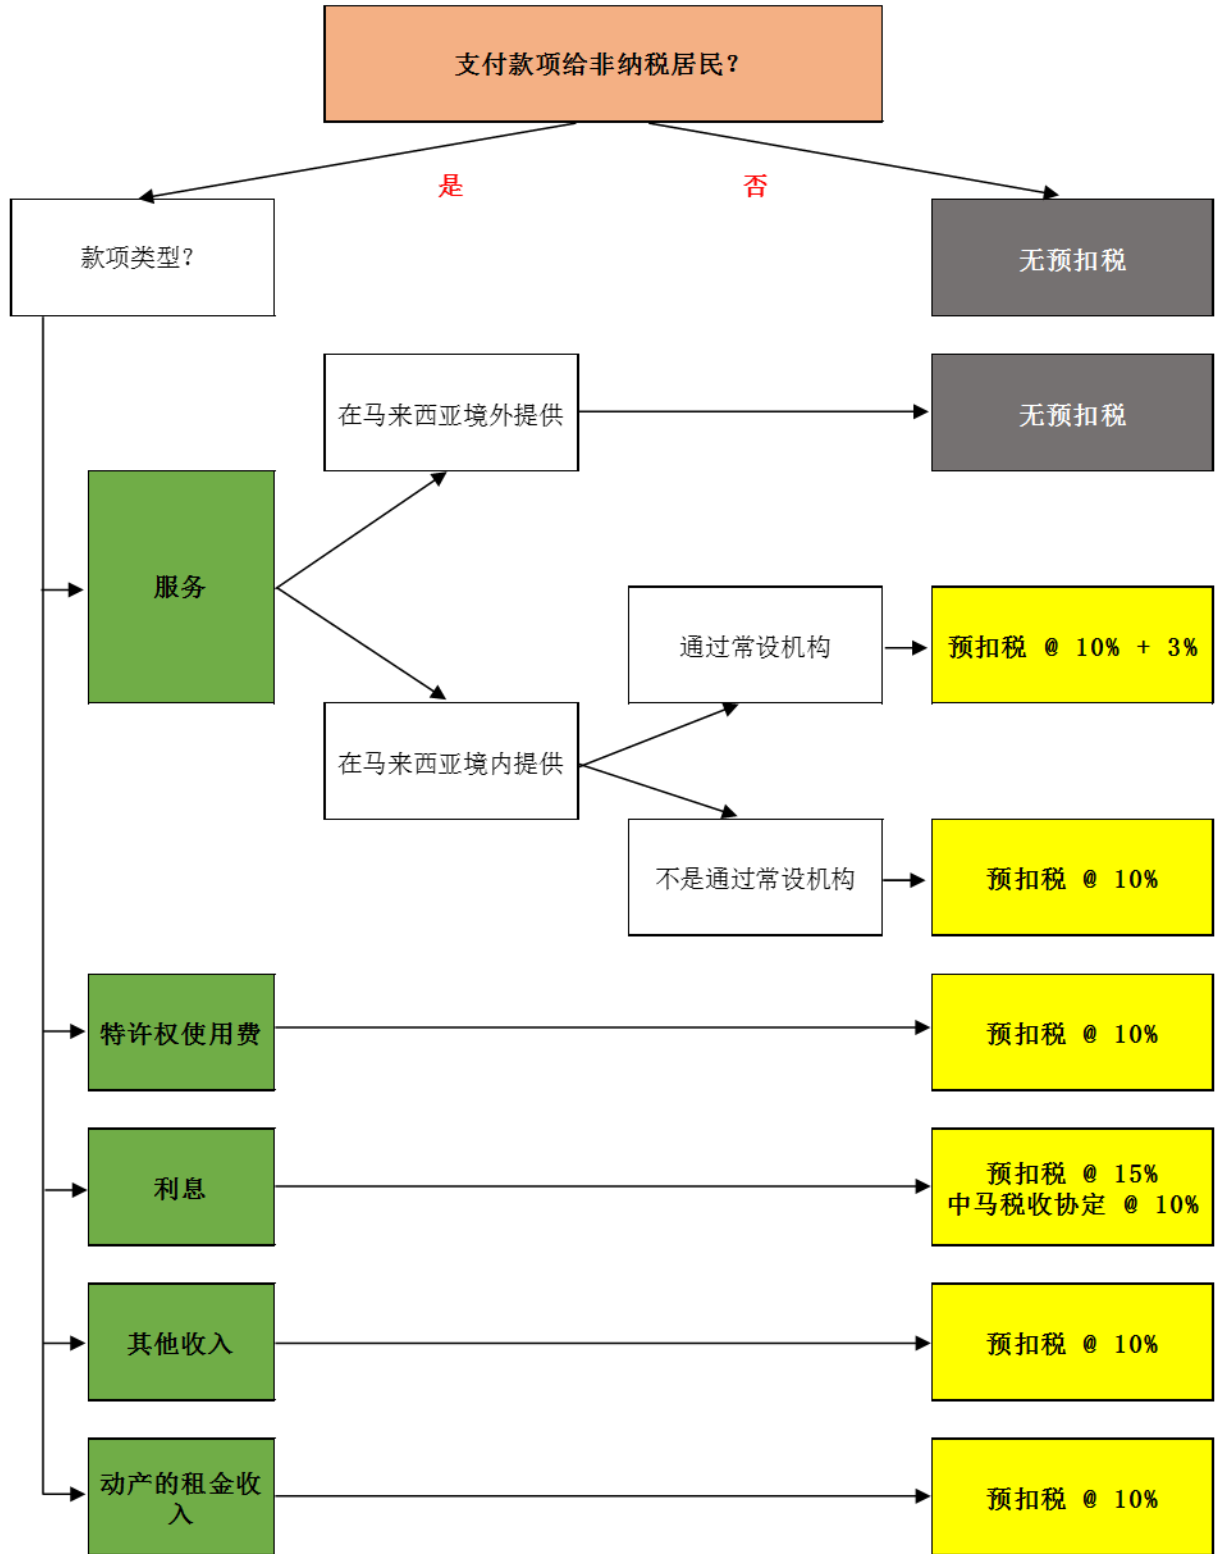 支付款项给非纳税居民?
是
否
款项类型?
无预扣税
在马来西亚境外提供
无预扣税
服务
通过常设机构
预扣税 @ 10% + 3%
在马来西亚境内提供
不是通过常设机构
预扣税 @ 10%
特许权使用费
预扣税 @ 10%
利息
预扣税 @ 15%
中马税收协定 @ 10%
其他收入
预扣税 @ 10%
动产的租金收
入
预扣税 @ 10%